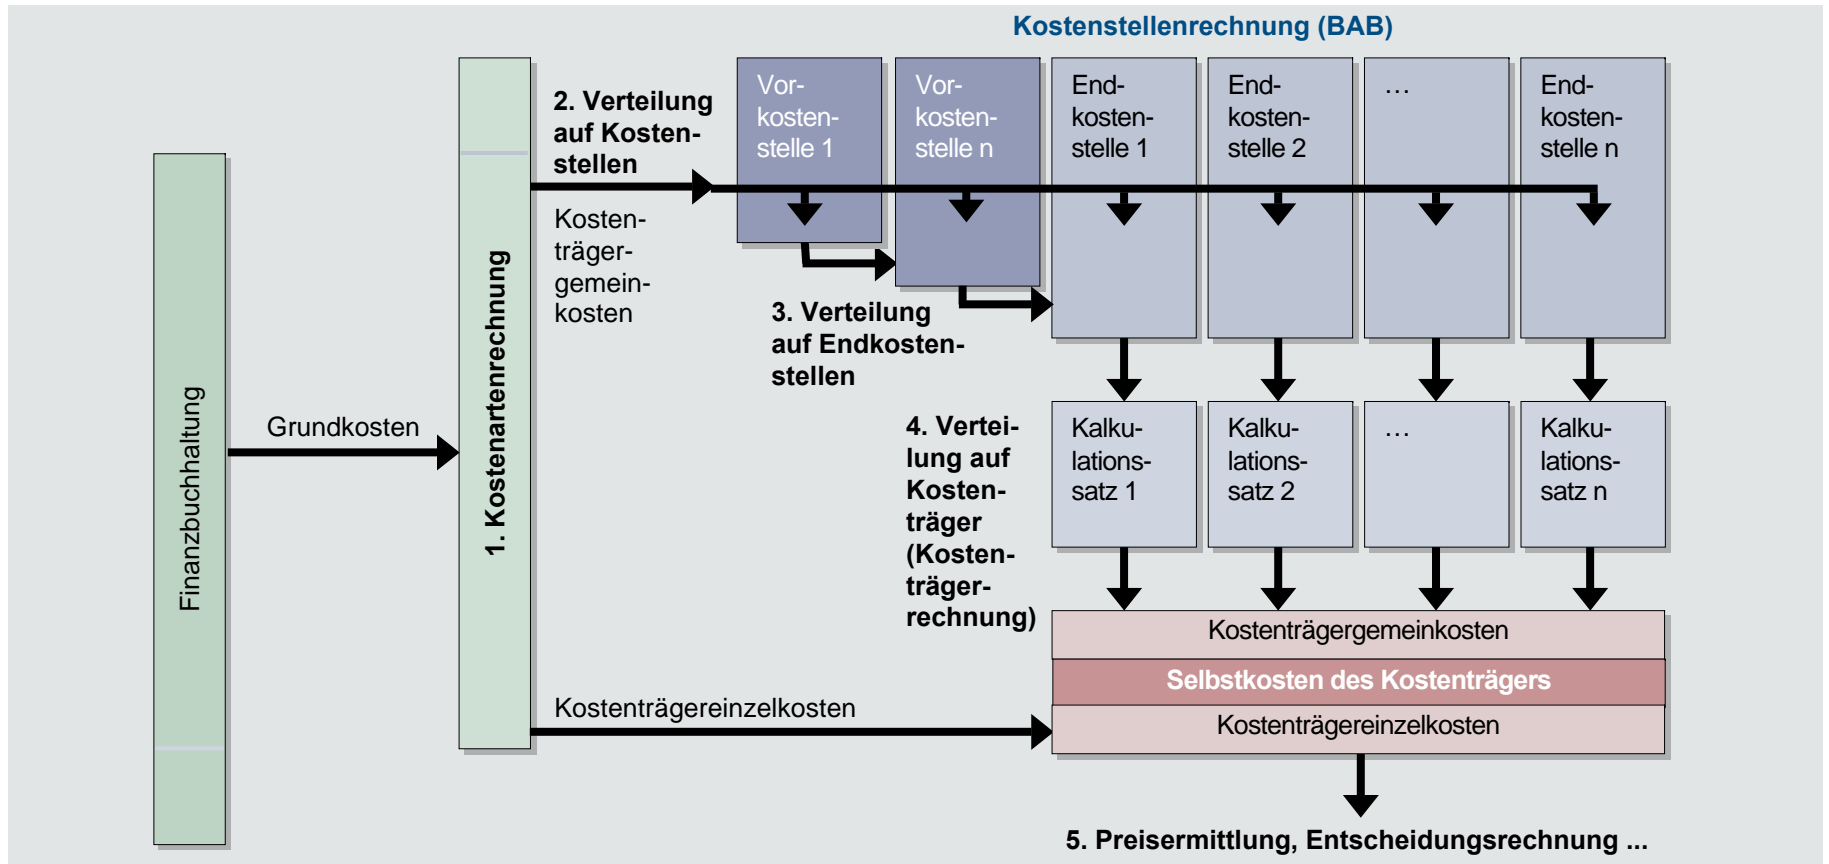 Kostenstellenrechnung (BAB)
Finanzbuchhaltung
Grundkosten
1. Kostenartenrechnung
2. Verteilung
auf Kosten-
stellen
Kosten-
träger-
gemein-
kosten
Vor-
kosten-
stelle 1
Vor-
kosten-
stelle n
End-
kosten-
stelle 1
End-
kosten-
stelle 2
…
End-
kosten-
stelle n
3. Verteilung
auf Endkosten-
stellen
4. Vertei-
lung auf
Kosten-
träger
(Kosten-
träger-
rechnung)
Kalku-
lations-
satz 1
Kalku-
lations-
satz 2
…
Kalku-
lations-
satz n
Kostenträgergemeinkosten
Selbstkosten des Kostenträgers
Kostenträgereinzelkosten
Kostenträgereinzelkosten
5. Preisermittlung, Entscheidungsrechnung ...